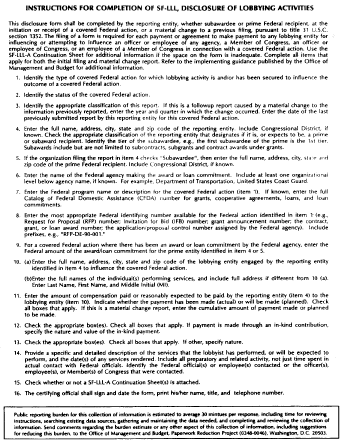 INSTRUCTIONS FOR COMPLETION OF SF-LLL, DISCLOSURE OF LOBBYING ACTIVITIES
This disclosure form shall be completed by the reporting entity, whether subawardee or prime Federal recipient, at the
initiation or receipt of a covered Federal action, or a material change to a previous filing, pursuant to title 31 U.S.C.
section 1352. The filing of a form is required for each payment or agreement to make payment to any lobbying entity for
influencing or attempting to influence an officer or employee of any agency, a Member of Congress, an officer or
employee of Congress, or an employee of a Member of Congress in connection with a covered Federal action. Use the
SF-LLL-A Continuation Sheet for additional information if the space on the form is inadequate. Complete all items that
apply for both the initial filing and material change report. Refer to the implementing guidance published by the Office of
Management and Budget for additional information.
1. Identify the type of covered Federal action for which lobbying activity is and/or has been secured to influence the
outcome of a covered Federal action.
2. Identify the status of the covered Federal action.
3. Identify the appropriate classification of this report. If this is a followup report caused by a material change to the
information previously reported, enter the year and quarter in which the change occurred. Enter the date of the last
previously submitted report by this reporting entity for this covered Federal action.
4. Enter the full name, address, city, state and zip code of the reporting entity. Include Congressional District, if
known. Check the appropriate classification of the reporting entity that designates if it is, or expects to be, a prime
or subaward recipient. Identify the tier of the subawardee, e.g., the first subawardee of the prime is the 1st tier.
Subawards include but are not limited to subcontracts, subgrants and contract awards under grants.
5. If the organization filing the report in item 4 checks "Subawardee", then enter the full name, address, city, state and
zip code of the prime Federal recipient. Include Congressional District, if known.
6. Enter the name of the Federal agency making the award or loan commitment. Include at least one organizational
level below agency name, if known. For example, Department of Transportation, United States Coast Guard.
7. Enter the Federal program name or description for the covered Federal action (item 1). If known, enter the full
Catalog of Federal Domestic Assistance (CFDA) number for grants, cooperative agreements, loans, and loan
commitments.
8. Enter the most appropriate Federal identifying number available for the Federal action identified in item 1 (e.g.,
Request for Proposal (RFP) number; Invitation for Bid (IFB) number; grant announcement number; the contract,
grant, or loan award number; the application/proposal control number assigned by the Federal agency). Include
prefixes, e.g., "RFP-DE-90-001."
9. For a covered Federal action where there has been an award or loan commitment by the Federal agency, enter the
Federal amount of the award/loan commitment for the prime entity identified in item 4 or 5.
10. (a) Enter the full name, address, city, state and zip code of the lobbying entity engaged by the reporting entity
identified in item 4 to influence the covered Federal action.
(b)Enter the full names of the individual(s) performing services, and include full address if different from 10 (a).
Enter Last Name, First Name, and Middle Initial (MI).
11. Enter the amount of compensation paid or reasonably expected to be paid by the reporting entity (item 4) to the
lobbying entity (item 10). Indicate whether the payment has been made (actual) or will be made (planned). Check
all boxes that apply. If this is a material change report, enter the cumulative amount of payment made or planned
to be made.
12. Check the appropriate box(es). Check all boxes that apply. If payment is made through an in-kind contribution,
specify the nature and value of the in-kind payment.
13. Check the appropriate box(es). Check all boxes that apply. If other, specify nature.
14. Provide a specific and detailed description of the services that the lobbyist has performed, or will be expected to
perform, and the date(s) of any services rendered. Include all preparatory and related activity, not just time spent in
actual contact with Federal officials. Identify the Federal official(s) or employee(s) contacted or the officer(s),
employee(s), or Member(s) of Congress that were contacted.
15. Check whether or not a SF-LLL-A Continuation Sheet(s) is attached.
16. The certifying official shall sign and date the form, print his/her name, title, and telephone number.
Public reporting burden for this collection of information is estimated to average 30 minutes per response, including time for reviewing
instructions, searching existing data sources, gathering and maintaining the data needed, and completing and reviewing the collection of
information. Send comments regarding the burden estimate or any other aspect of this collection of information, including suggestions
for reducing this burden, to the Office of Management and Budget, Paperwork Reduction Project (0348-0046), Washington, D.C. 20503.